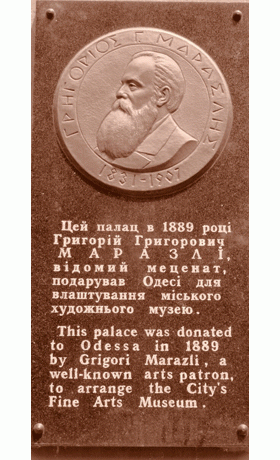 ГРИГОРІОС Г. МАРАЗЛІС
1831-1907
Цей палац в 1889 році
Григорій Григорович
МАРАЗЛІ,
відомий меценат,
подарував Одесі для
влаштування міського
художнього музею.
This palace was donated
to Odessa in 1889
by Grigori Marazli, a
well-known arts patron,
to arrange the City's
Fine Arts Museum.